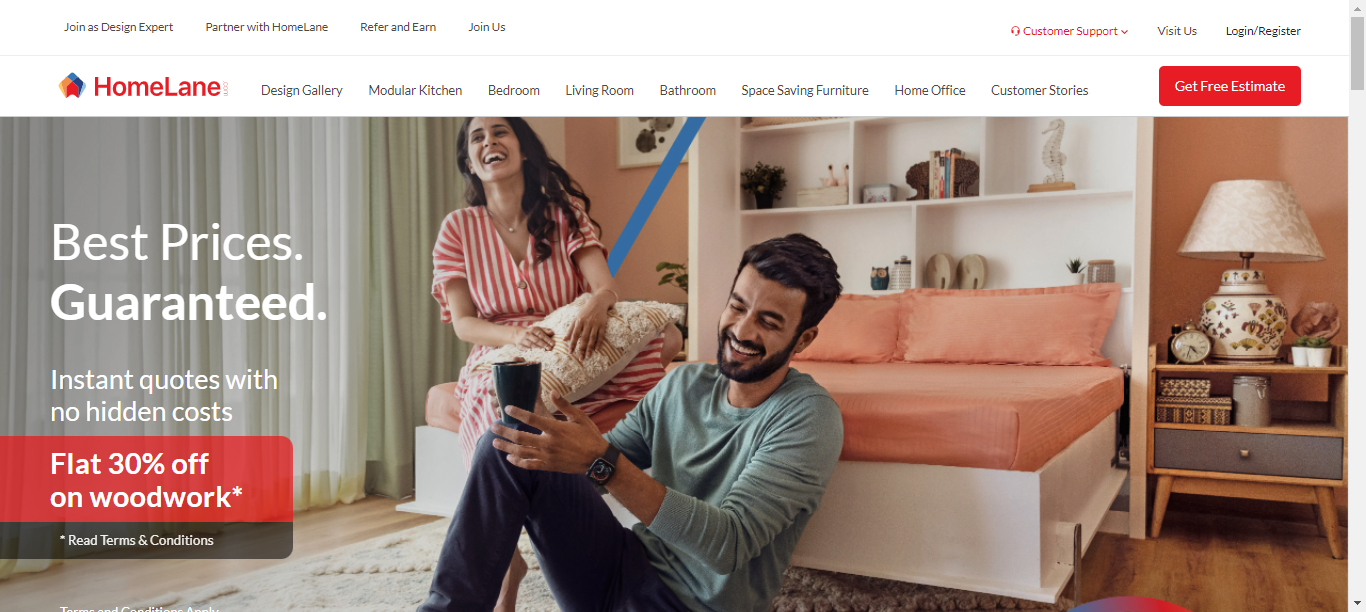 Join as Design Expert Partner with HomeLane Refer and Earn Join Us
Customer Support Visit Us Login/Register
HomeLane Design Gallery Modular Kitchen Bedroom Living Room Bathroom Space Saving Furniture Home Office Customer Stories Get Free Estimate
Best Prices.
Guaranteed.
Instant quotes with
no hidden costs
Flat 30% off
on woodwork*
* Read Terms & Conditions
Terms and Conditions Apply